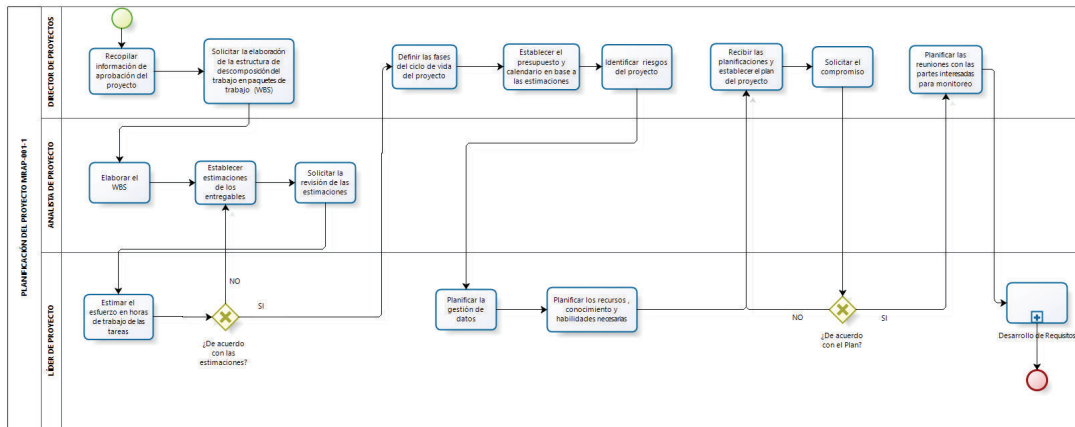 PLANIFICACIÓN DEL PROYECTO MRAP-001-1
DIRECTOR DE PROYECTOS
Recopilar
información de
aprobación del
proyecto
Solicitar la elaboración
de la estructura de
descomposición del
trabajo en paquetes de
trabajo (WBS)
Definir las fases
del ciclo de vida
del proyecto
Establecer el
presupuesto y
calendario en base a
las estimaciones
Identificar riesgos
del proyecto
Recibir las
planificaciones y
establecer el plan
del proyecto
Solicitar el
compromiso
Planificar las
reuniones con las
partes interesadas
para monitoreo
ANALISTA DE PROYECTO
Elaborar el
WBS
Establecer
estimaciones
de los
entregables
Solicitar la
revisión de las
estimaciones
LÍDER DE PROYECTO
Estimar el
esfuerzo en horas
de trabajo de las
tareas
NO
SI
¿De acuerdo
con las
estimaciones?
Planificar la
gestión de
datos
Planificar los recursos ,
conocimiento y
habilidades necesarias
NO
SI
¿De acuerdo
con el Plan?
Desarrollo de Requisitos